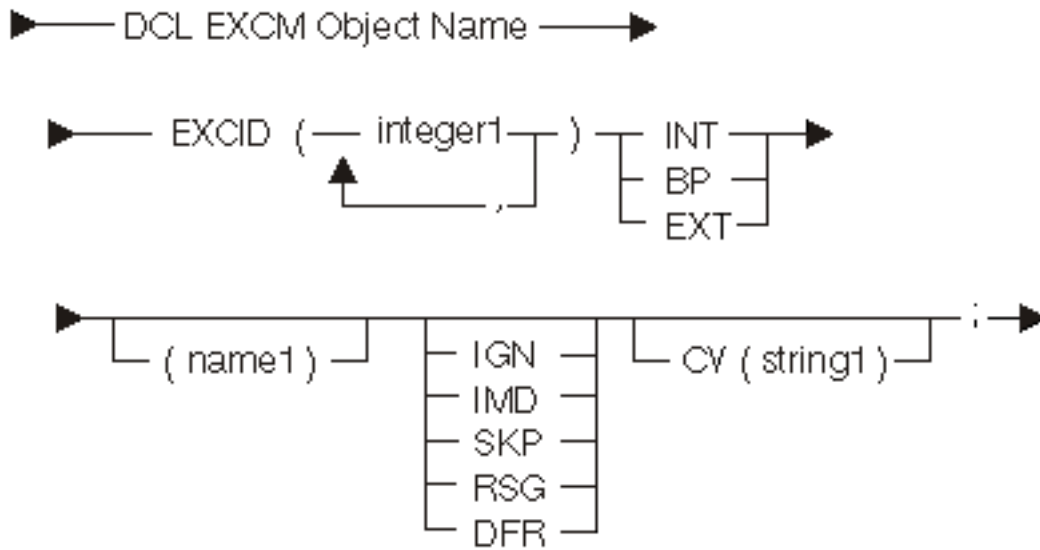 DCL EXCM Object Name
EXCID ( integer1 ) INT
, BP
EXT
( name1 ) IGN CV ( string1 ) ;
IMD
SKP
RSG
DFR